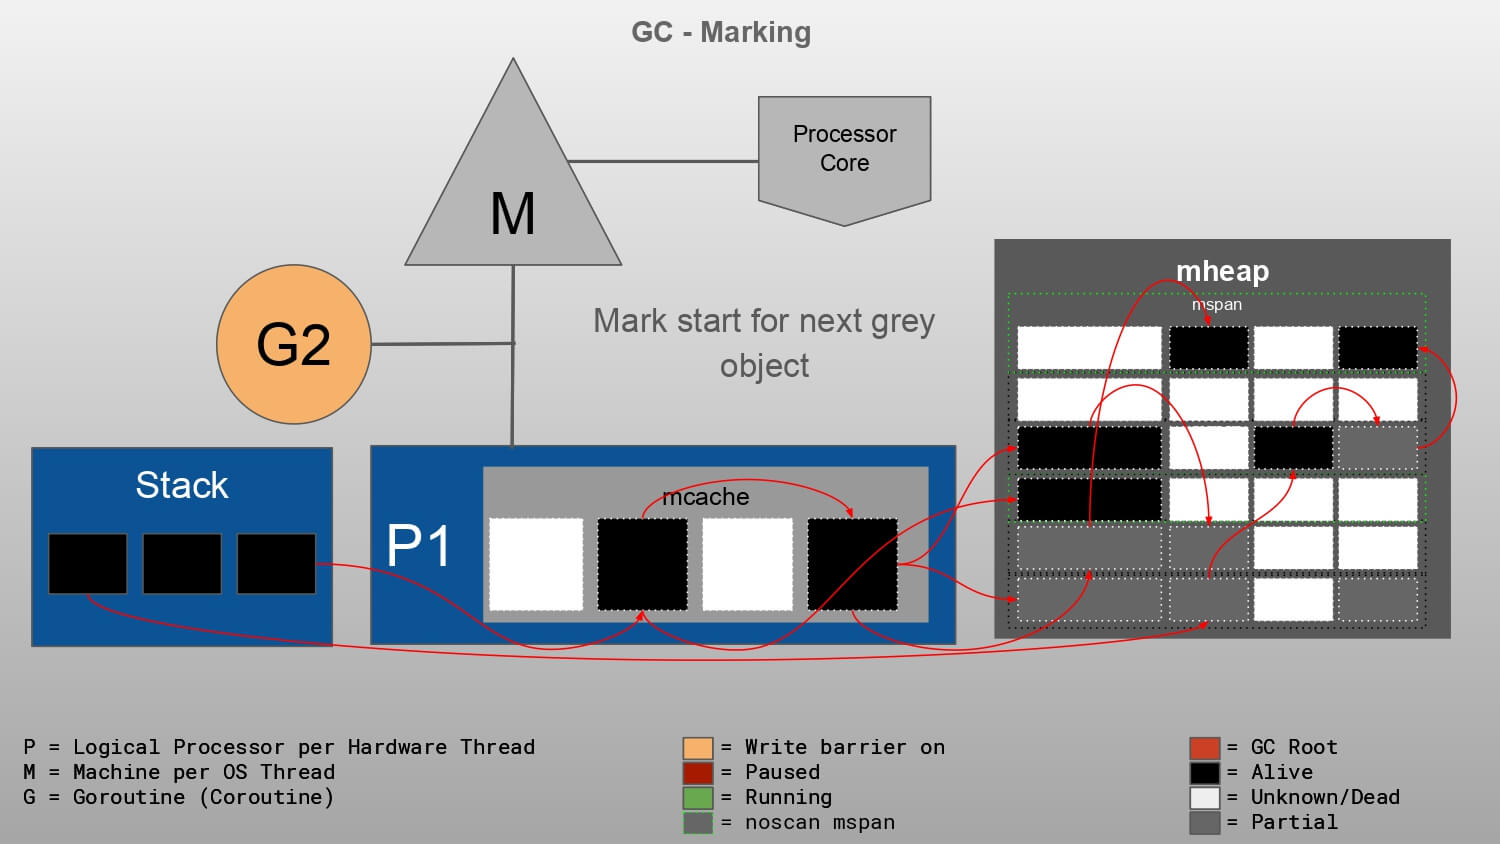 GC - Marking
Processor
Core
M
mheap
mspan
G2
Mark start for next grey
object
Stack
mcache
P1
P = Logical Processor per Hardware Thread
M = Machine per OS Thread
G = Goroutine (Coroutine)
= Write barrier on
= Paused
= Running
= noscan mspan
= GC Root
= Alive
= Unknown/Dead
= Partial